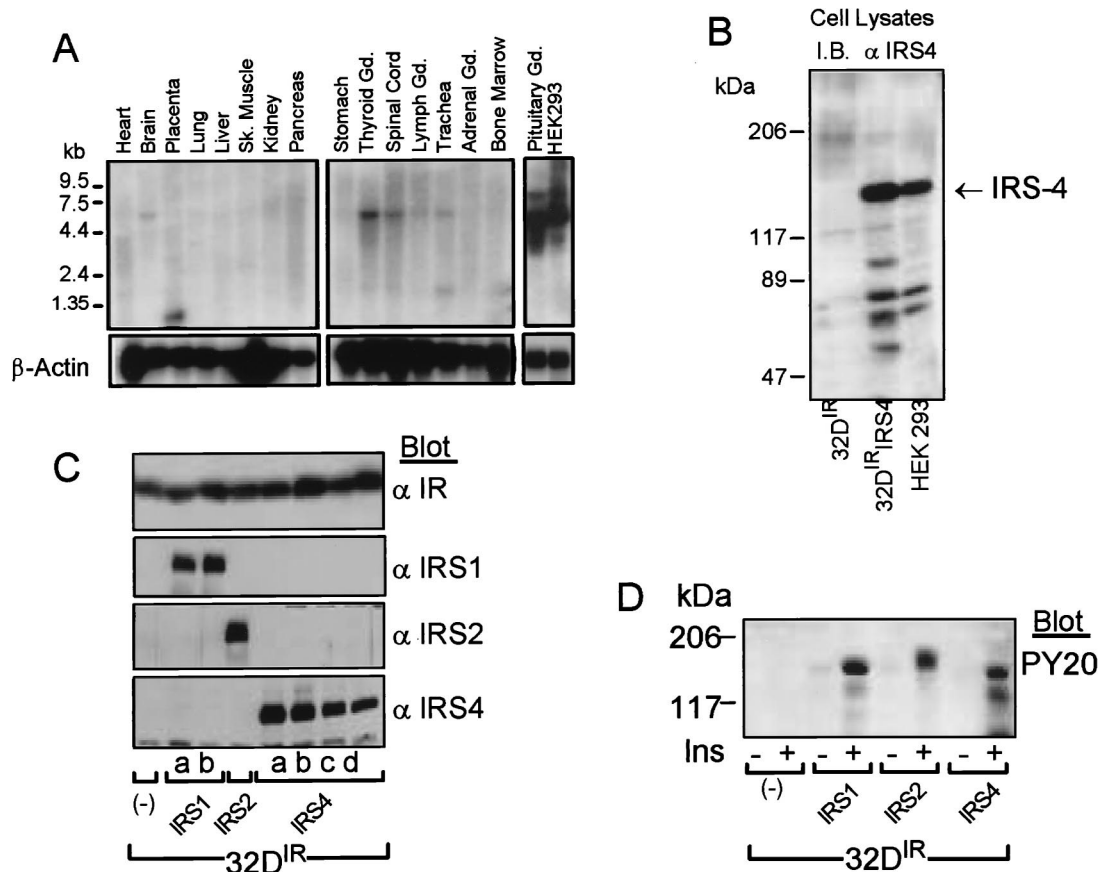 A
Heart
Brain
Placenta
Lung
Liver
Sk. Muscle
Kidney
Pancreas
Stomach
Thyroid Gd.
Spinal Cord
Lymph Gd.
Trachea
Adrenal Gd.
Bone Marrow
Pituitary Gd.
HEK293
kb
9.5
7.5
4.4
2.4
1.35
β-Actin
B
Cell Lysates
I.B. α IRS4
kDa
206
117
89
47
← IRS-4
32D^IR
32D^IR IRS4
HEK 293
C
Blot
α IR
α IRS1
α IRS2
α IRS4
a b a b c d
(-) IRS1 IRS2 IRS4
32D^IR
D
kDa
206
117
Blot
PY20
Ins - + - + - + - +
(-) IRS1 IRS2 IRS4
32D^IR